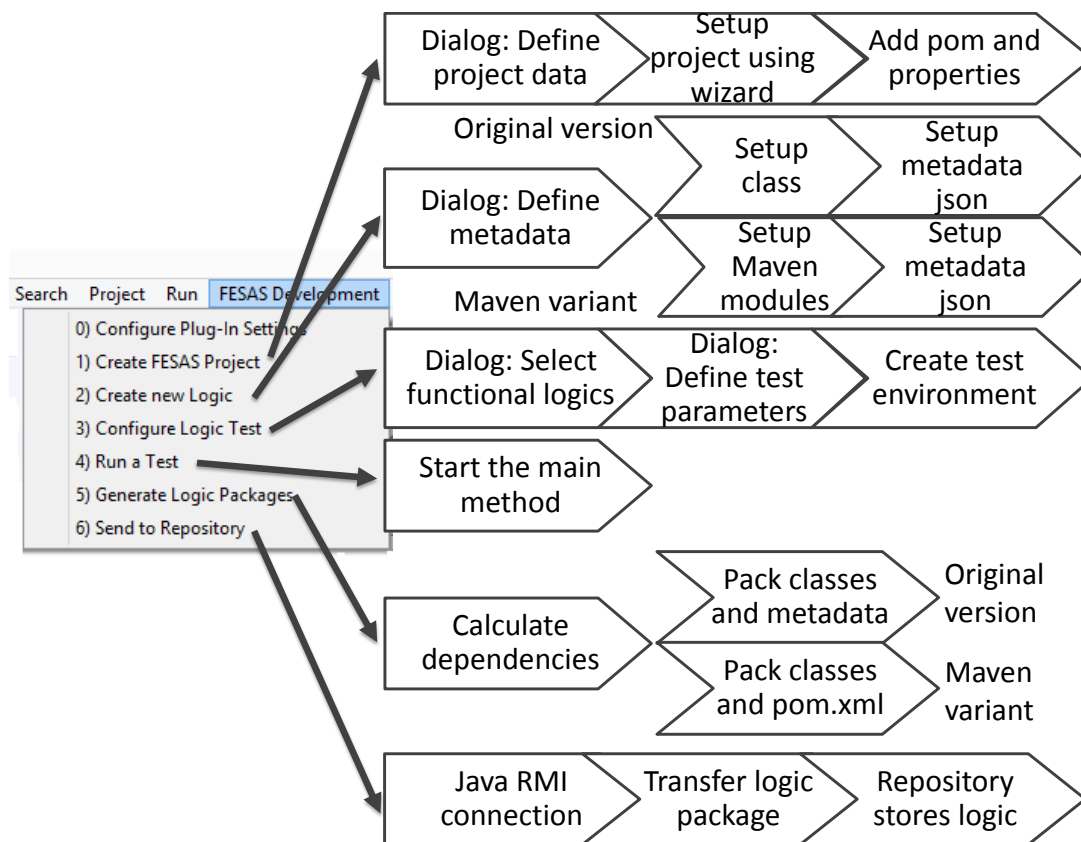 Dialog: Define
project data
Setup
project using
wizard
Add pom and
properties
Original version
Setup
class
Setup
metadata
json
Dialog: Define
metadata
Setup
Maven
modules
Setup
metadata
json
Maven variant
Search Project Run FESAS Development
0) Configure Plug-In Settings
1) Create FESAS Project
2) Create new Logic
3) Configure Logic Test
4) Run a Test
5) Generate Logic Packages
6) Send to Repository
Dialog: Select
functional logics
Dialog:
Define test
parameters
Create test
environment
Start the main
method
Calculate
dependencies
Pack classes
and metadata
Original
version
Pack classes
and pom.xml
Maven
variant
Java RMI
connection
Transfer logic
package
Repository
stores logic